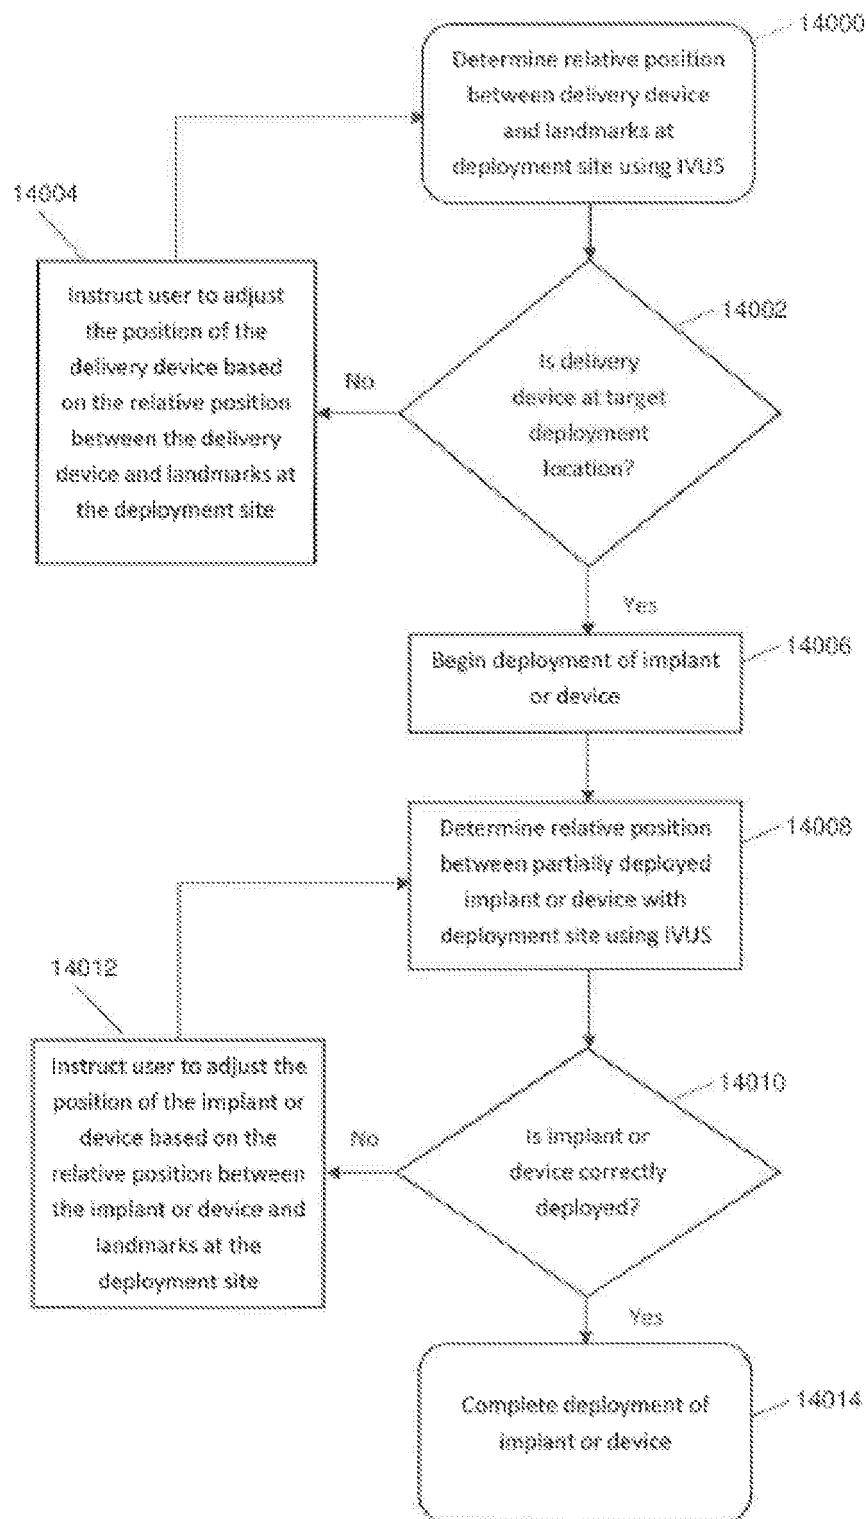 14000
Determine relative position
between delivery device
and landmarks at
deployment site using IVUS
14004
Instruct user to adjust
the position of the
delivery device based
on the relative position
between the delivery
device and landmarks at
the deployment site
14002
Is delivery
device at target
deployment
location?
No
Yes
14006
Begin deployment of implant
or device
14008
Determine relative position
between partially deployed
implant or device with
deployment site using IVUS
14012
Instruct user to adjust the
position of the implant or
device based on the
relative position between
the implant or device and
landmarks at the
deployment site
14010
Is implant or
device correctly
deployed?
No
Yes
14014
Complete deployment of
implant or device